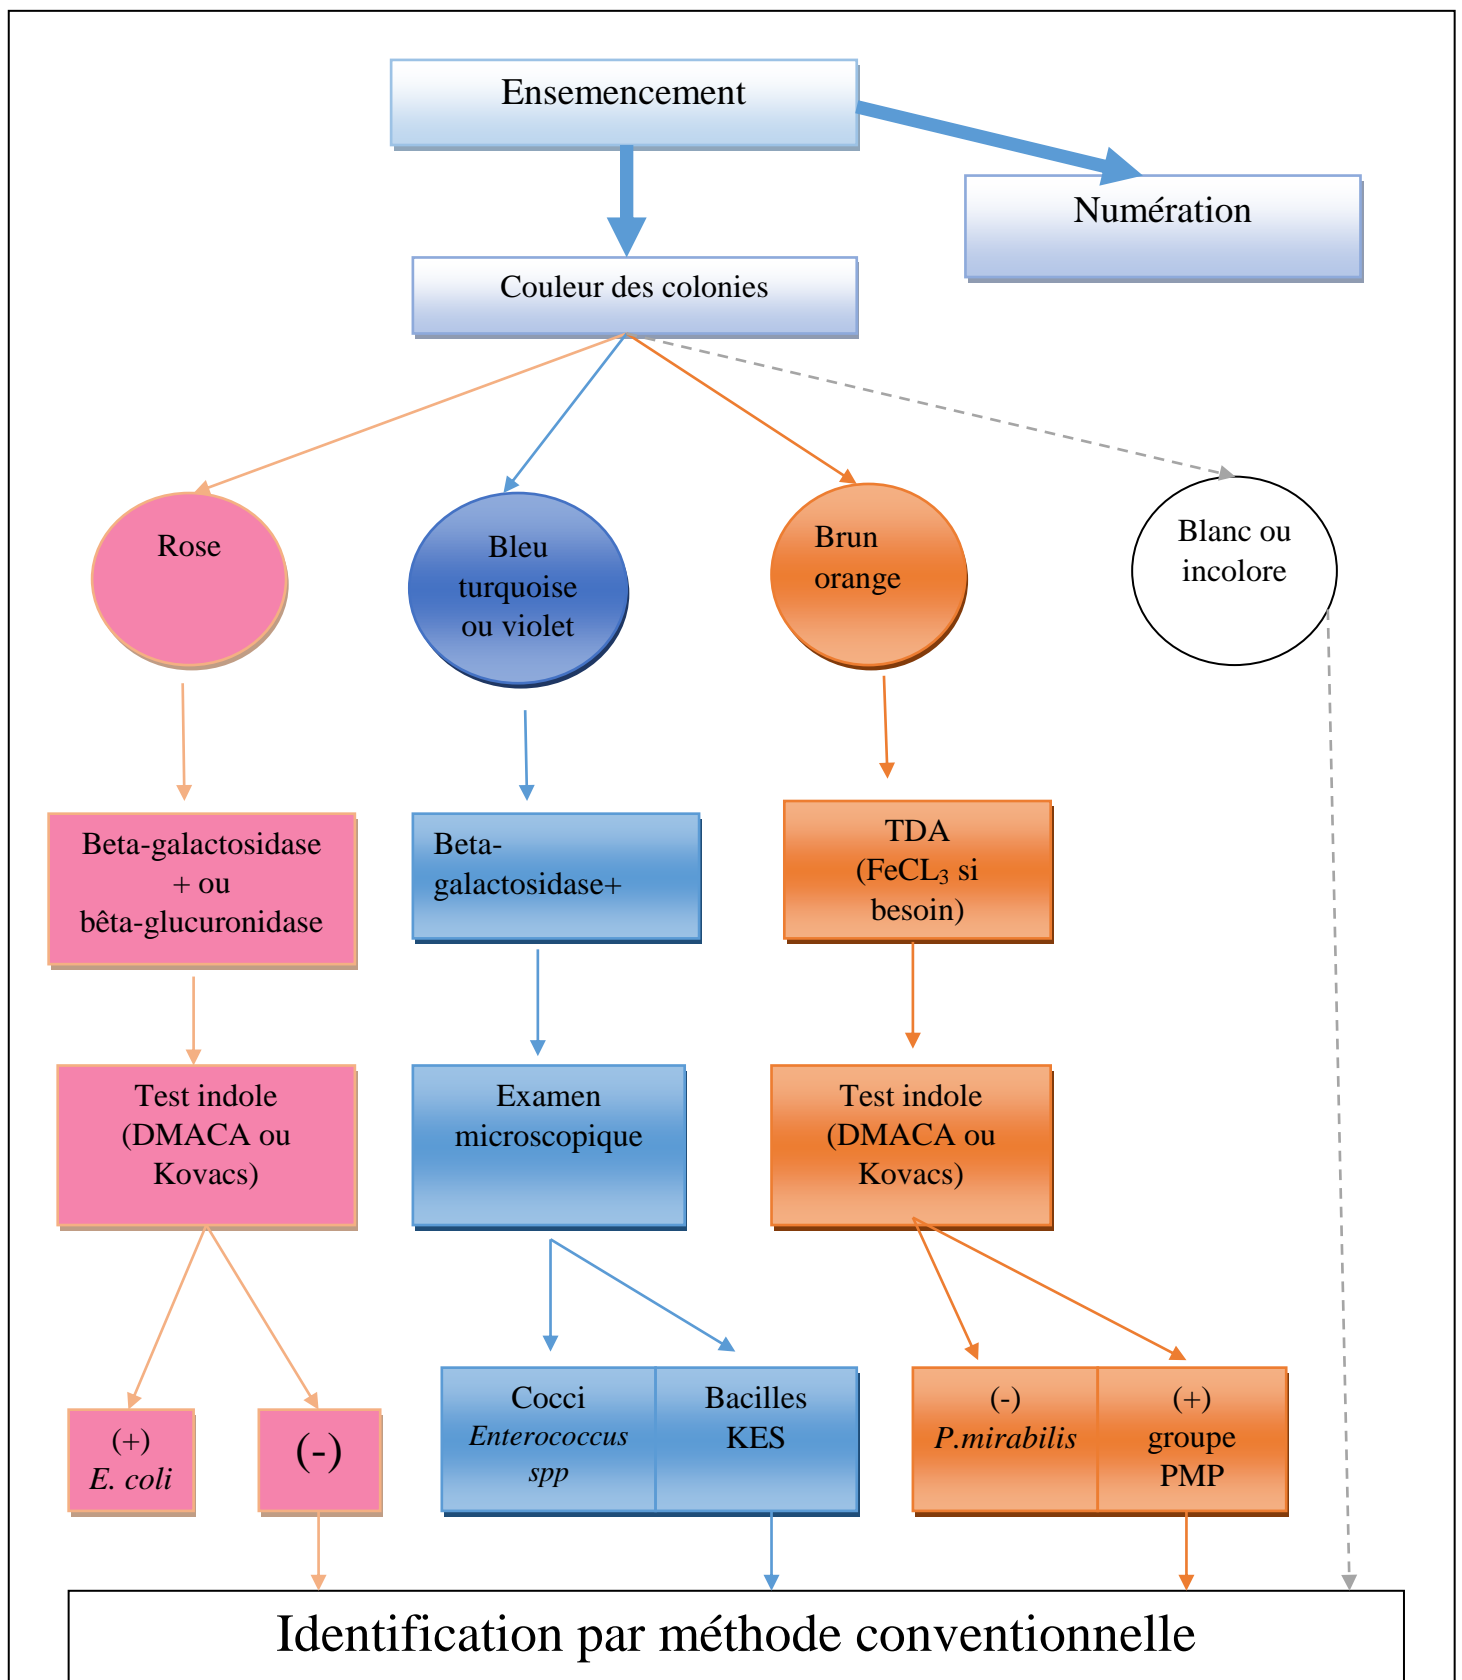 Ensemencement
Numération
Couleur des colonies
Rose
Bleu
turquoise
ou violet
Brun
orange
Blanc ou
incolore
Beta-galactosidase
+ ou
bêta-glucuronidase
Beta-
galactosidase+
TDA
(FeCL₃ si
besoin)
Test indole
(DMACA ou
Kovacs)
Examen
microscopique
Test indole
(DMACA ou
Kovacs)
(+)
E. coli
(-)
Cocci
Enterococcus
spp
Bacilles
KES
(-)
P.mirabilis
(+)
groupe
PMP
Identification par méthode conventionnelle